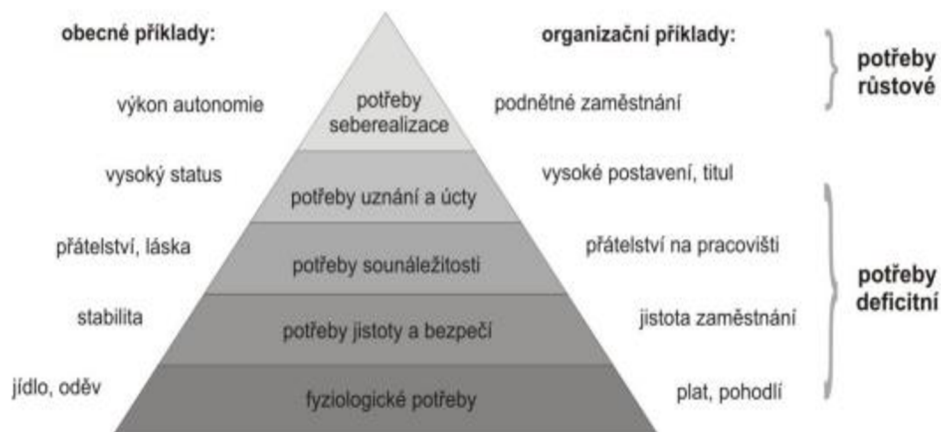 obecné příklady:
organizační příklady:
potřeby
růstové
výkon autonomie
potřeby
seberealizace
podnětné zaměstnání
vysoký status
potřeby uznání a úcty
vysoké postavení, titul
přátelství, láska
potřeby sounáležitosti
přátelství na pracovišti
potřeby
deficitní
stabilita
potřeby jistoty a bezpečí
jistota zaměstnání
jídlo, oděv
fyziologické potřeby
plat, pohodlí